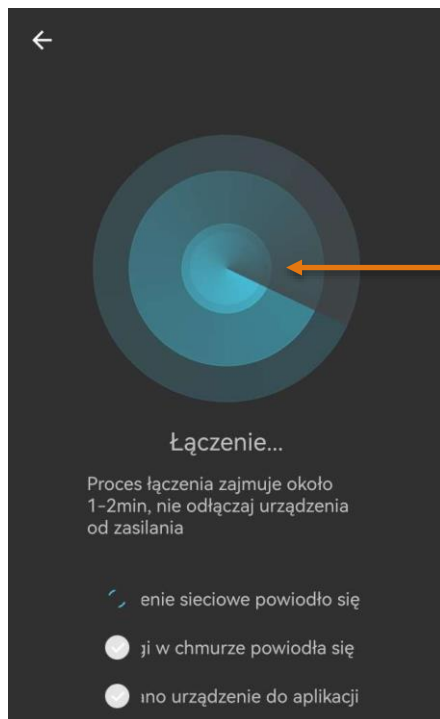 Łączenie...
Proces łączenia zajmuje około
1-2min, nie odłączaj urządzenia
od zasilania
sieciowe powiodło się
w chmurze powiodła się
urządzenie do aplikacji